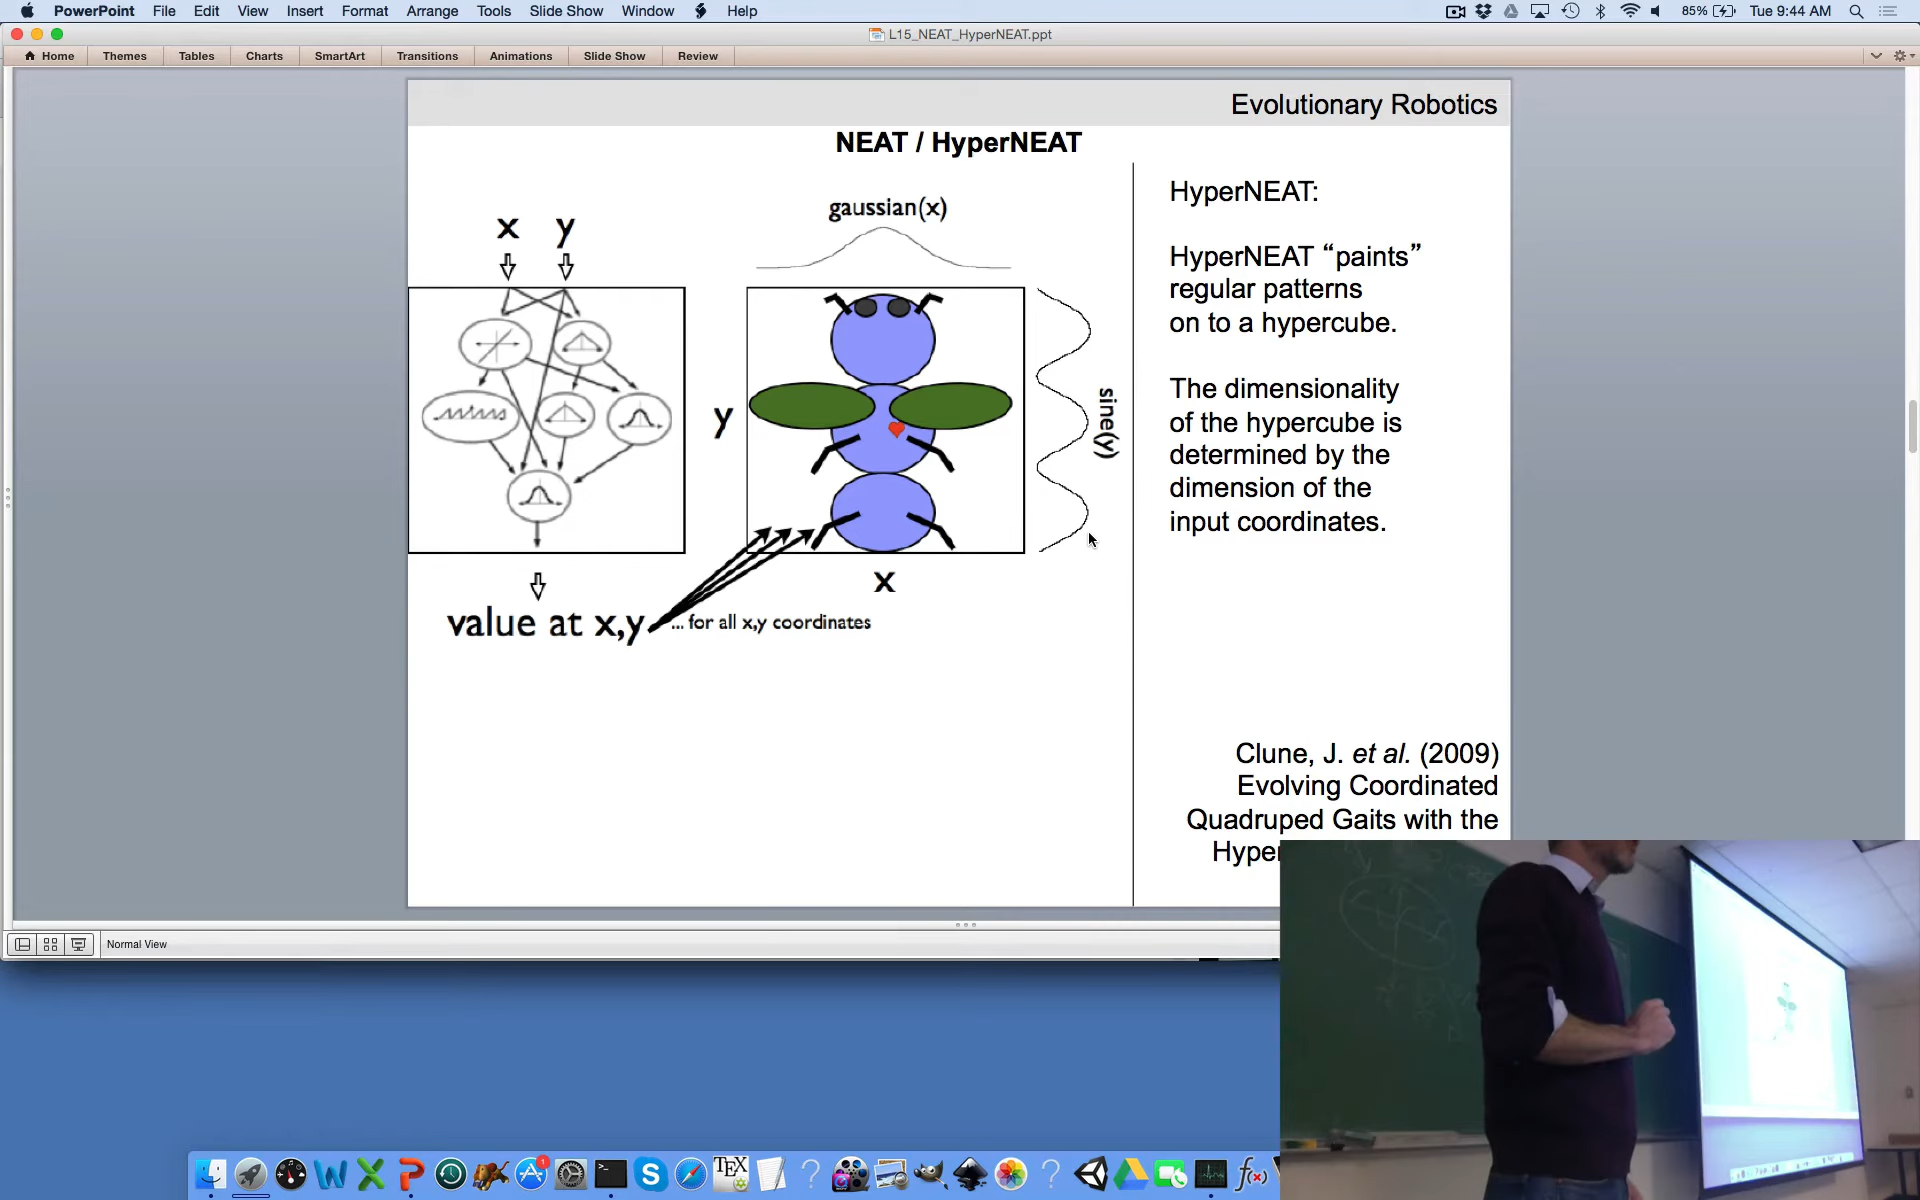 PowerPoint File Edit View Insert Format Arrange Tools Slide Show Window Help 85% Tue 9:44 AM
L15_NEAT_HyperNEAT.ppt
Home Themes Tables Charts SmartArt Transitions Animations Slide Show Review
Evolutionary Robotics
NEAT / HyperNEAT
x y
value at x,y
... for all x,y coordinates
gaussian(x)
y
x
sine(y)
HyperNEAT:
HyperNEAT “paints”
regular patterns
on to a hypercube.
The dimensionality
of the hypercube is
determined by the
dimension of the
input coordinates.
Clune, J. et al. (2009)
Evolving Coordinated
Quadruped Gaits with the
Hyper
Normal View
W X P 1 S TEX ? ? f(x)